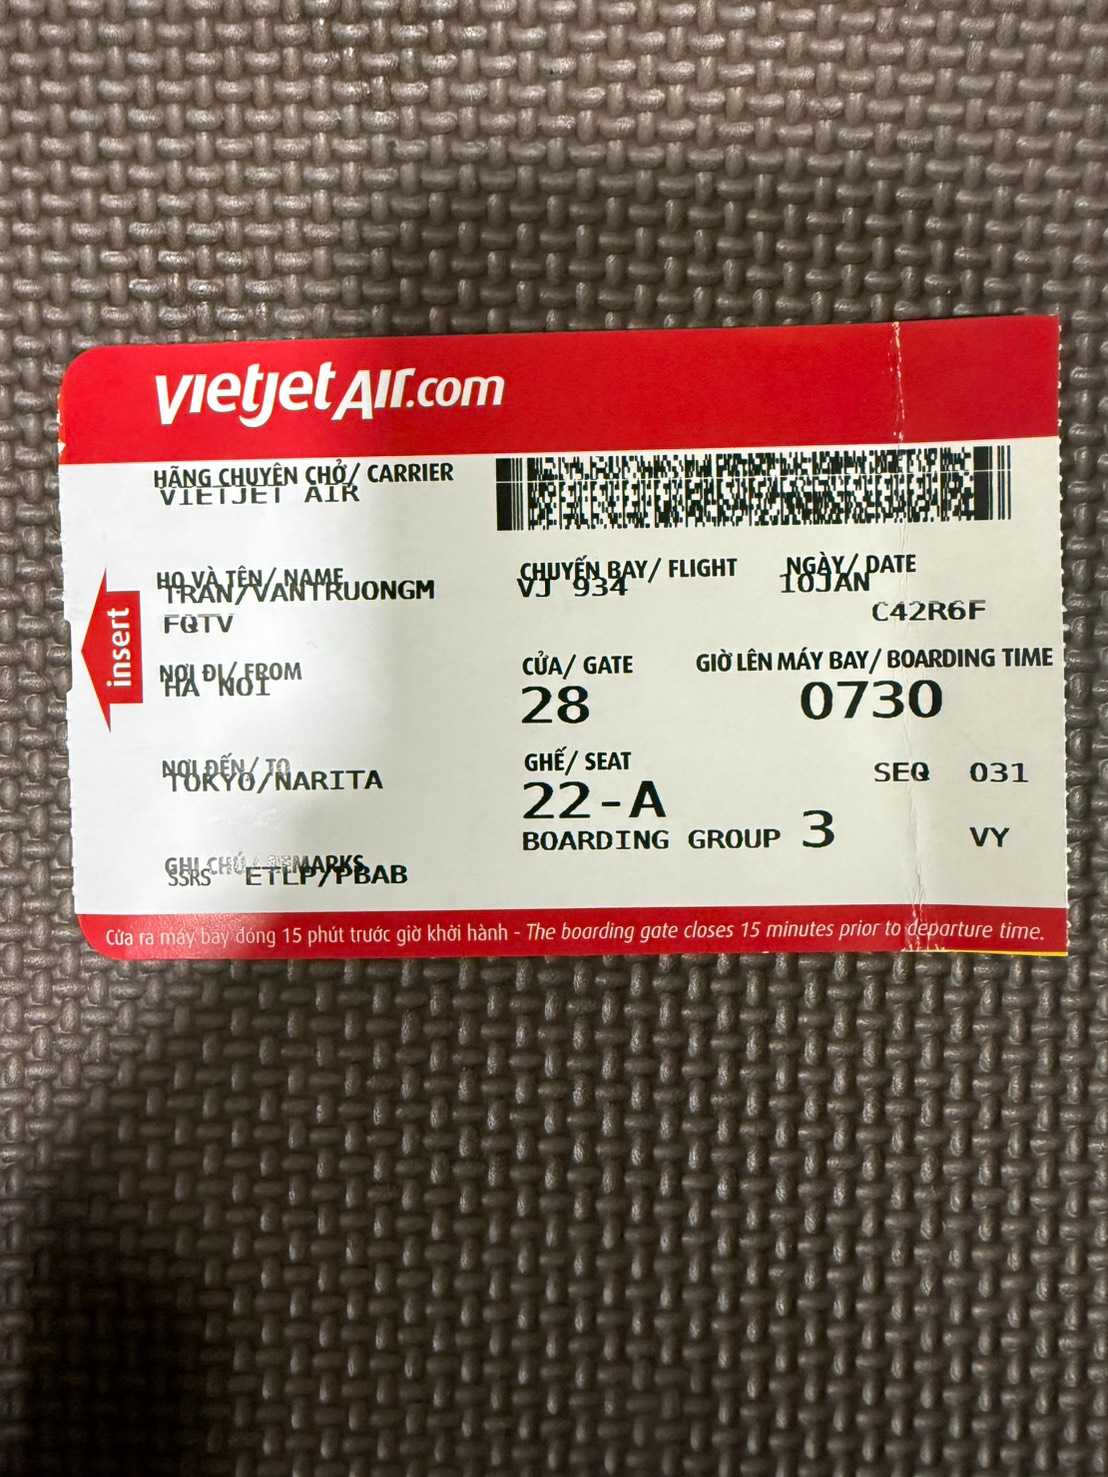 vietjetAir.com
HÃNG CHUYÊN CHỞ/ CARRIER
VIETJET AIR
HỌ VÀ TÊN/ NAME
TRAN/VANTRUONGM
FQTV
CHUYẾN BAY/ FLIGHT
VJ 934
NGÀY/ DATE
10JAN
C42R6F
NƠI ĐI/ FROM
HA NOI
CỬA/ GATE
28
GIỜ LÊN MÁY BAY/ BOARDING TIME
0730
NƠI ĐẾN/ TO
TOKYO/NARITA
GHẾ/ SEAT
22-A
SEQ 031
BOARDING GROUP 3
VY
GHI CHÚ/ REMARKS
SSRS ETLP/PBAB
insert
Cửa ra máy bay đóng 15 phút trước giờ khởi hành - The boarding gate closes 15 minutes prior to departure time.